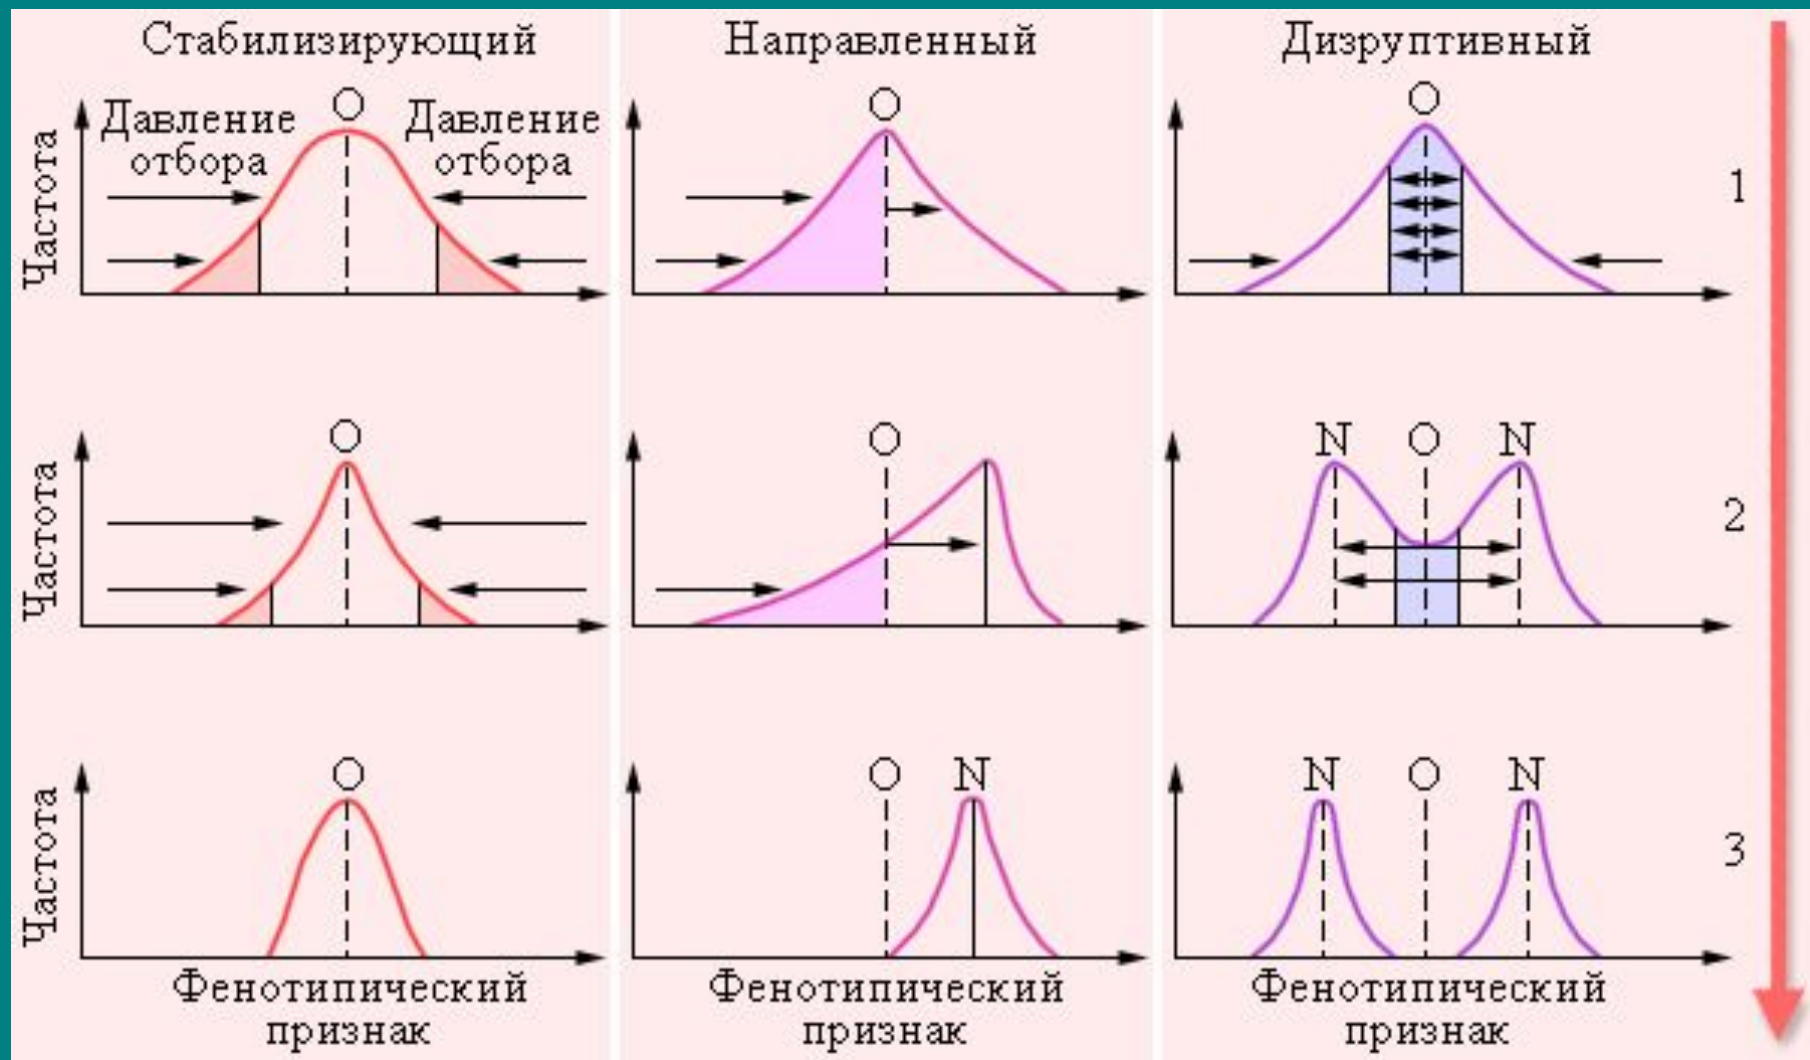 Стабилизирующий
Направленный
Дизруптивный
Давление
отбора
O
Давление
отбора
Частота
O
O
1
Частота
O
O
N O N
2
Частота
O
O N
N O N
3
Фенотипический
признак
Фенотипический
признак
Фенотипический
признак